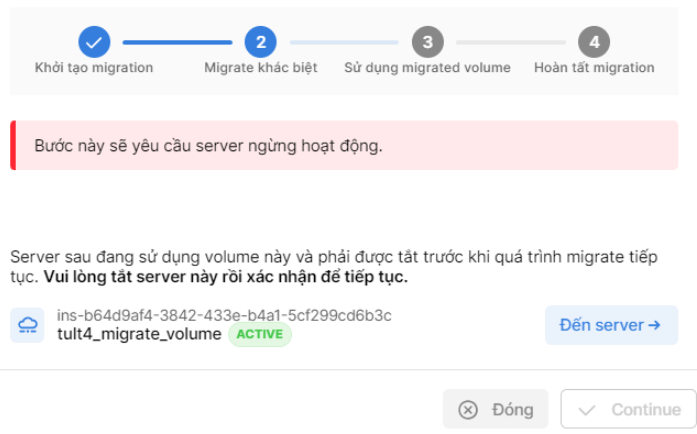 2
3
4
Khởi tạo migration
Migrate khác biệt
Sử dụng migrated volume
Hoàn tất migration
Bước này sẽ yêu cầu server ngừng hoạt động.
Server sau đang sử dụng volume này và phải được tắt trước khi quá trình migrate tiếp
tục. Vui lòng tắt server này rồi xác nhận để tiếp tục.
ins-b64d9af4-3842-433e-b4a1-5cf299cd6b3c
tult4_migrate_volume ACTIVE
Đến server →
Đóng
Continue